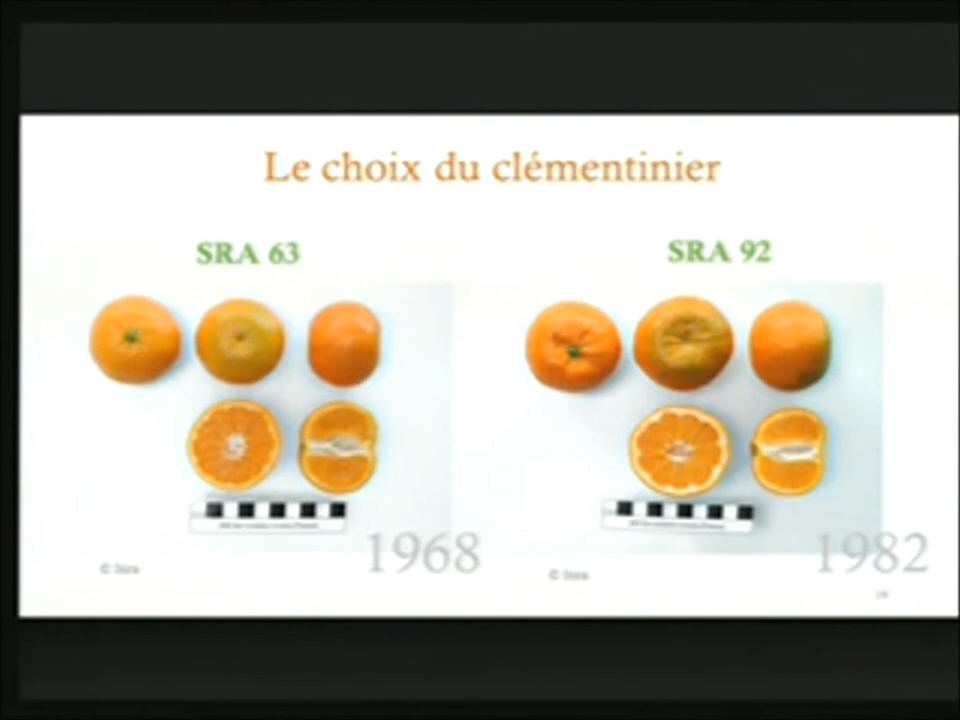 Le choix du clémentinier
SRA 63
SRA 92
1968
1982
© Inra
© Inra